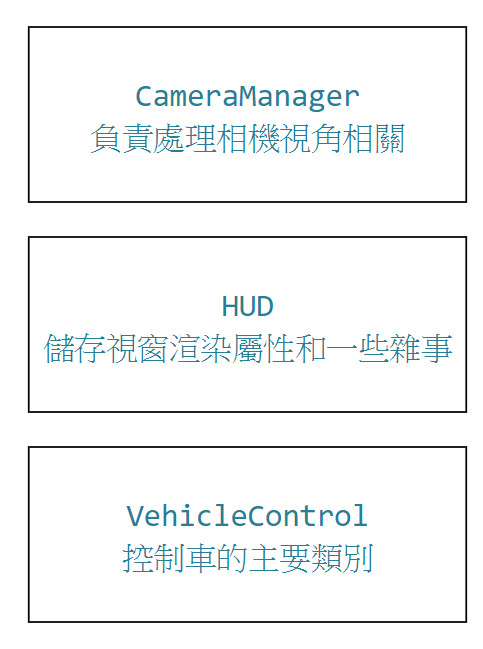 CameraManager
負責處理相機視角相關
HUD
儲存視窗渲染屬性和一些雜事
VehicleControl
控制車的主要類別